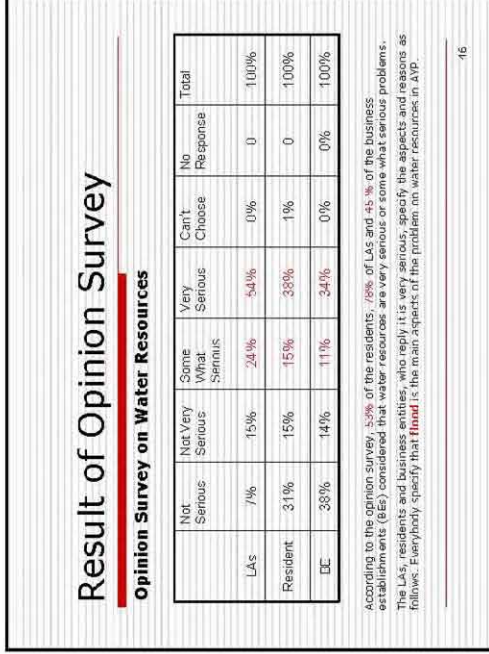 Result of Opinion Survey
Opinion Survey on Water Resources
Not Serious Not Very Serious Some What Serious Very Serious Can't Choose No Response Total
LAs 7% 15% 24% 54% 0% 0 100%
Resident 31% 15% 15% 38% 1% 0 100%
BE 38% 14% 11% 34% 0% 0% 100%
According to the opinion survey, 53% of the residents, 78% of LAs and 45 % of the business
establishments (BEs) considered that water resources are very serious or some what serious problems.
The LAs, residents and business entities, who reply it is very serious, specify the aspects and reasons as
follows. Everybody specify that flood is the main aspects of the problem on water resources in AYP.
46